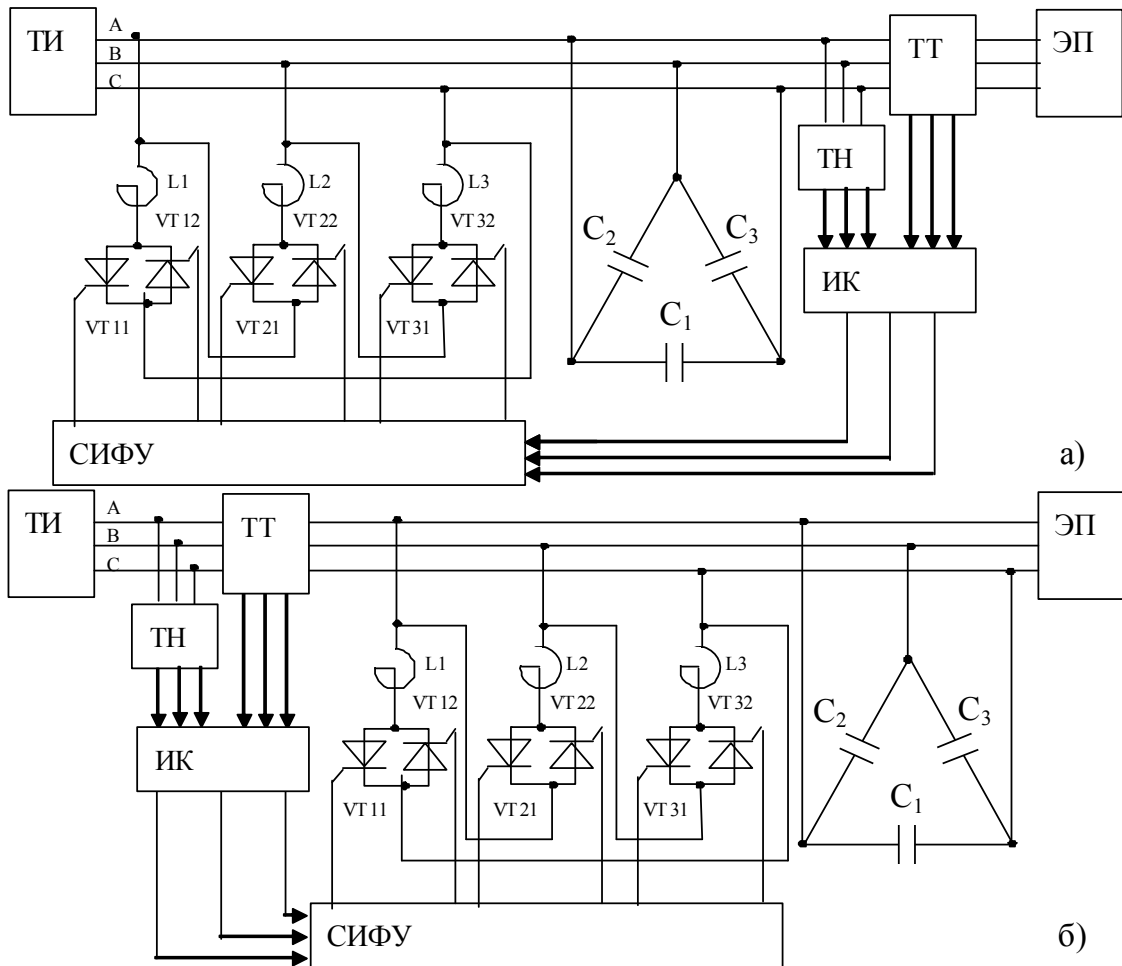 ТИ
A
B
C
ТТ
ЭП
ТН
L1
L2
L3
VT12
VT22
VT32
C2
C3
ИК
C1
VT11
VT21
VT31
СИФУ
а)
ТИ
A
B
C
ТТ
ЭП
ТН
L1
L2
L3
VT12
VT22
VT32
C2
C3
ИК
C1
VT11
VT21
VT31
СИФУ
б)